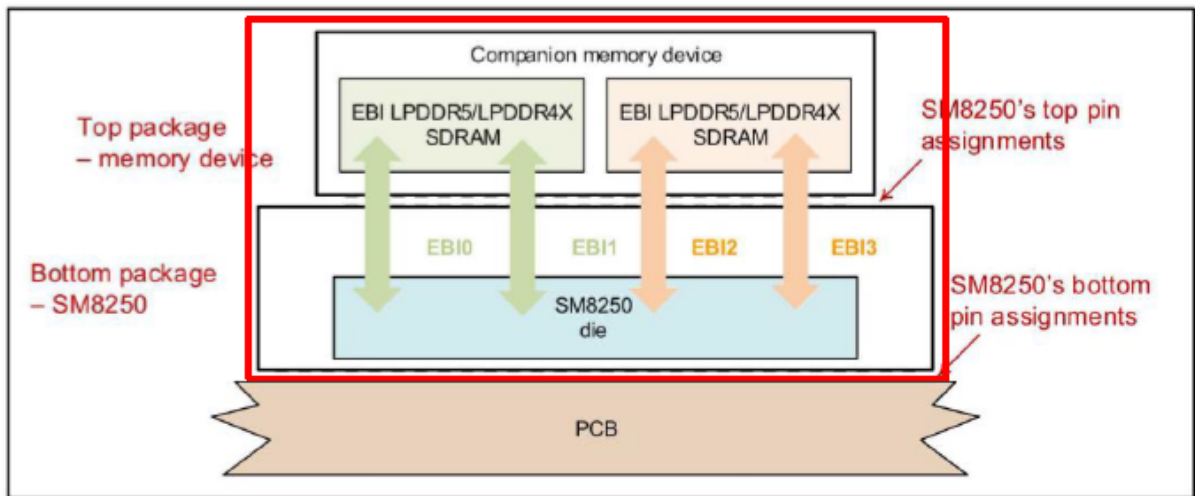 Companion memory device
EBI LPDDR5/LPDDR4X
SDRAM
EBI LPDDR5/LPDDR4X
SDRAM
Top package
– memory device
SM8250's top pin
assignments
EBI0
EBI1
EBI2
EBI3
Bottom package
– SM8250
SM8250
die
SM8250's bottom
pin assignments
PCB